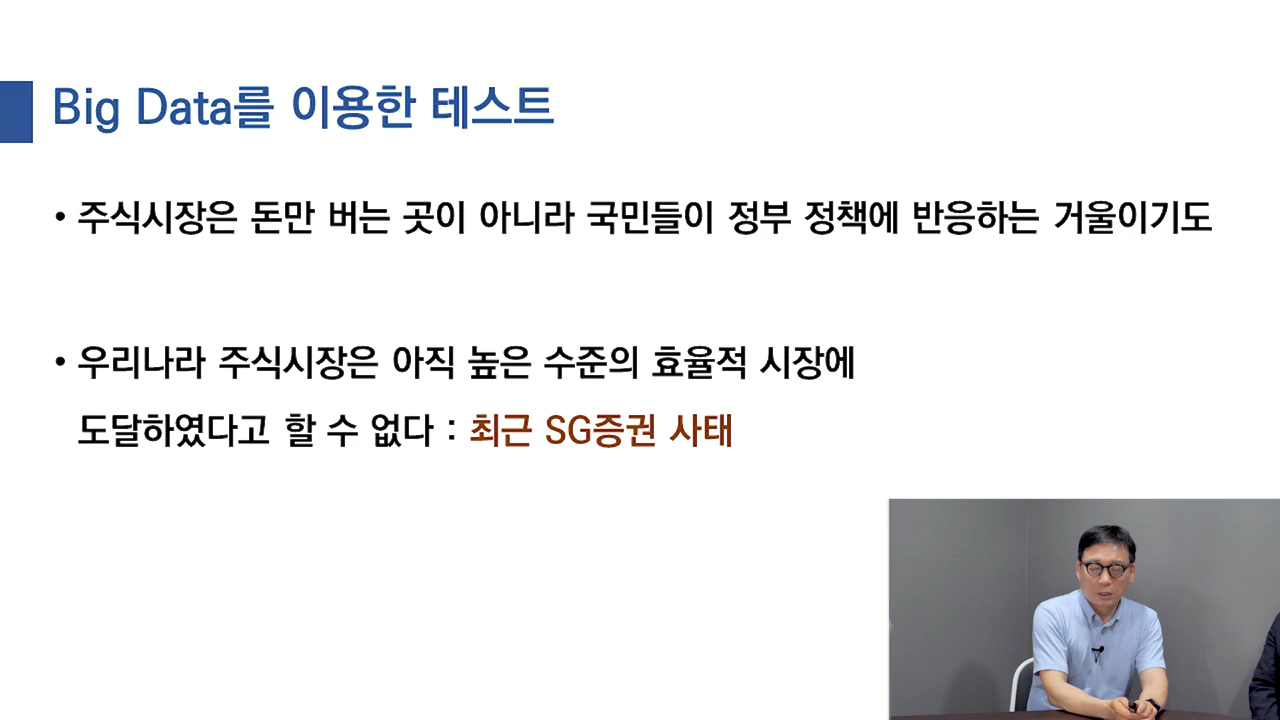 Big Data를 이용한 테스트
• 주식시장은 돈만 버는 곳이 아니라 국민들이 정부 정책에 반응하는 거울이기도
• 우리나라 주식시장은 아직 높은 수준의 효율적 시장에
도달하였다고 할 수 없다 : 최근 SG증권 사태